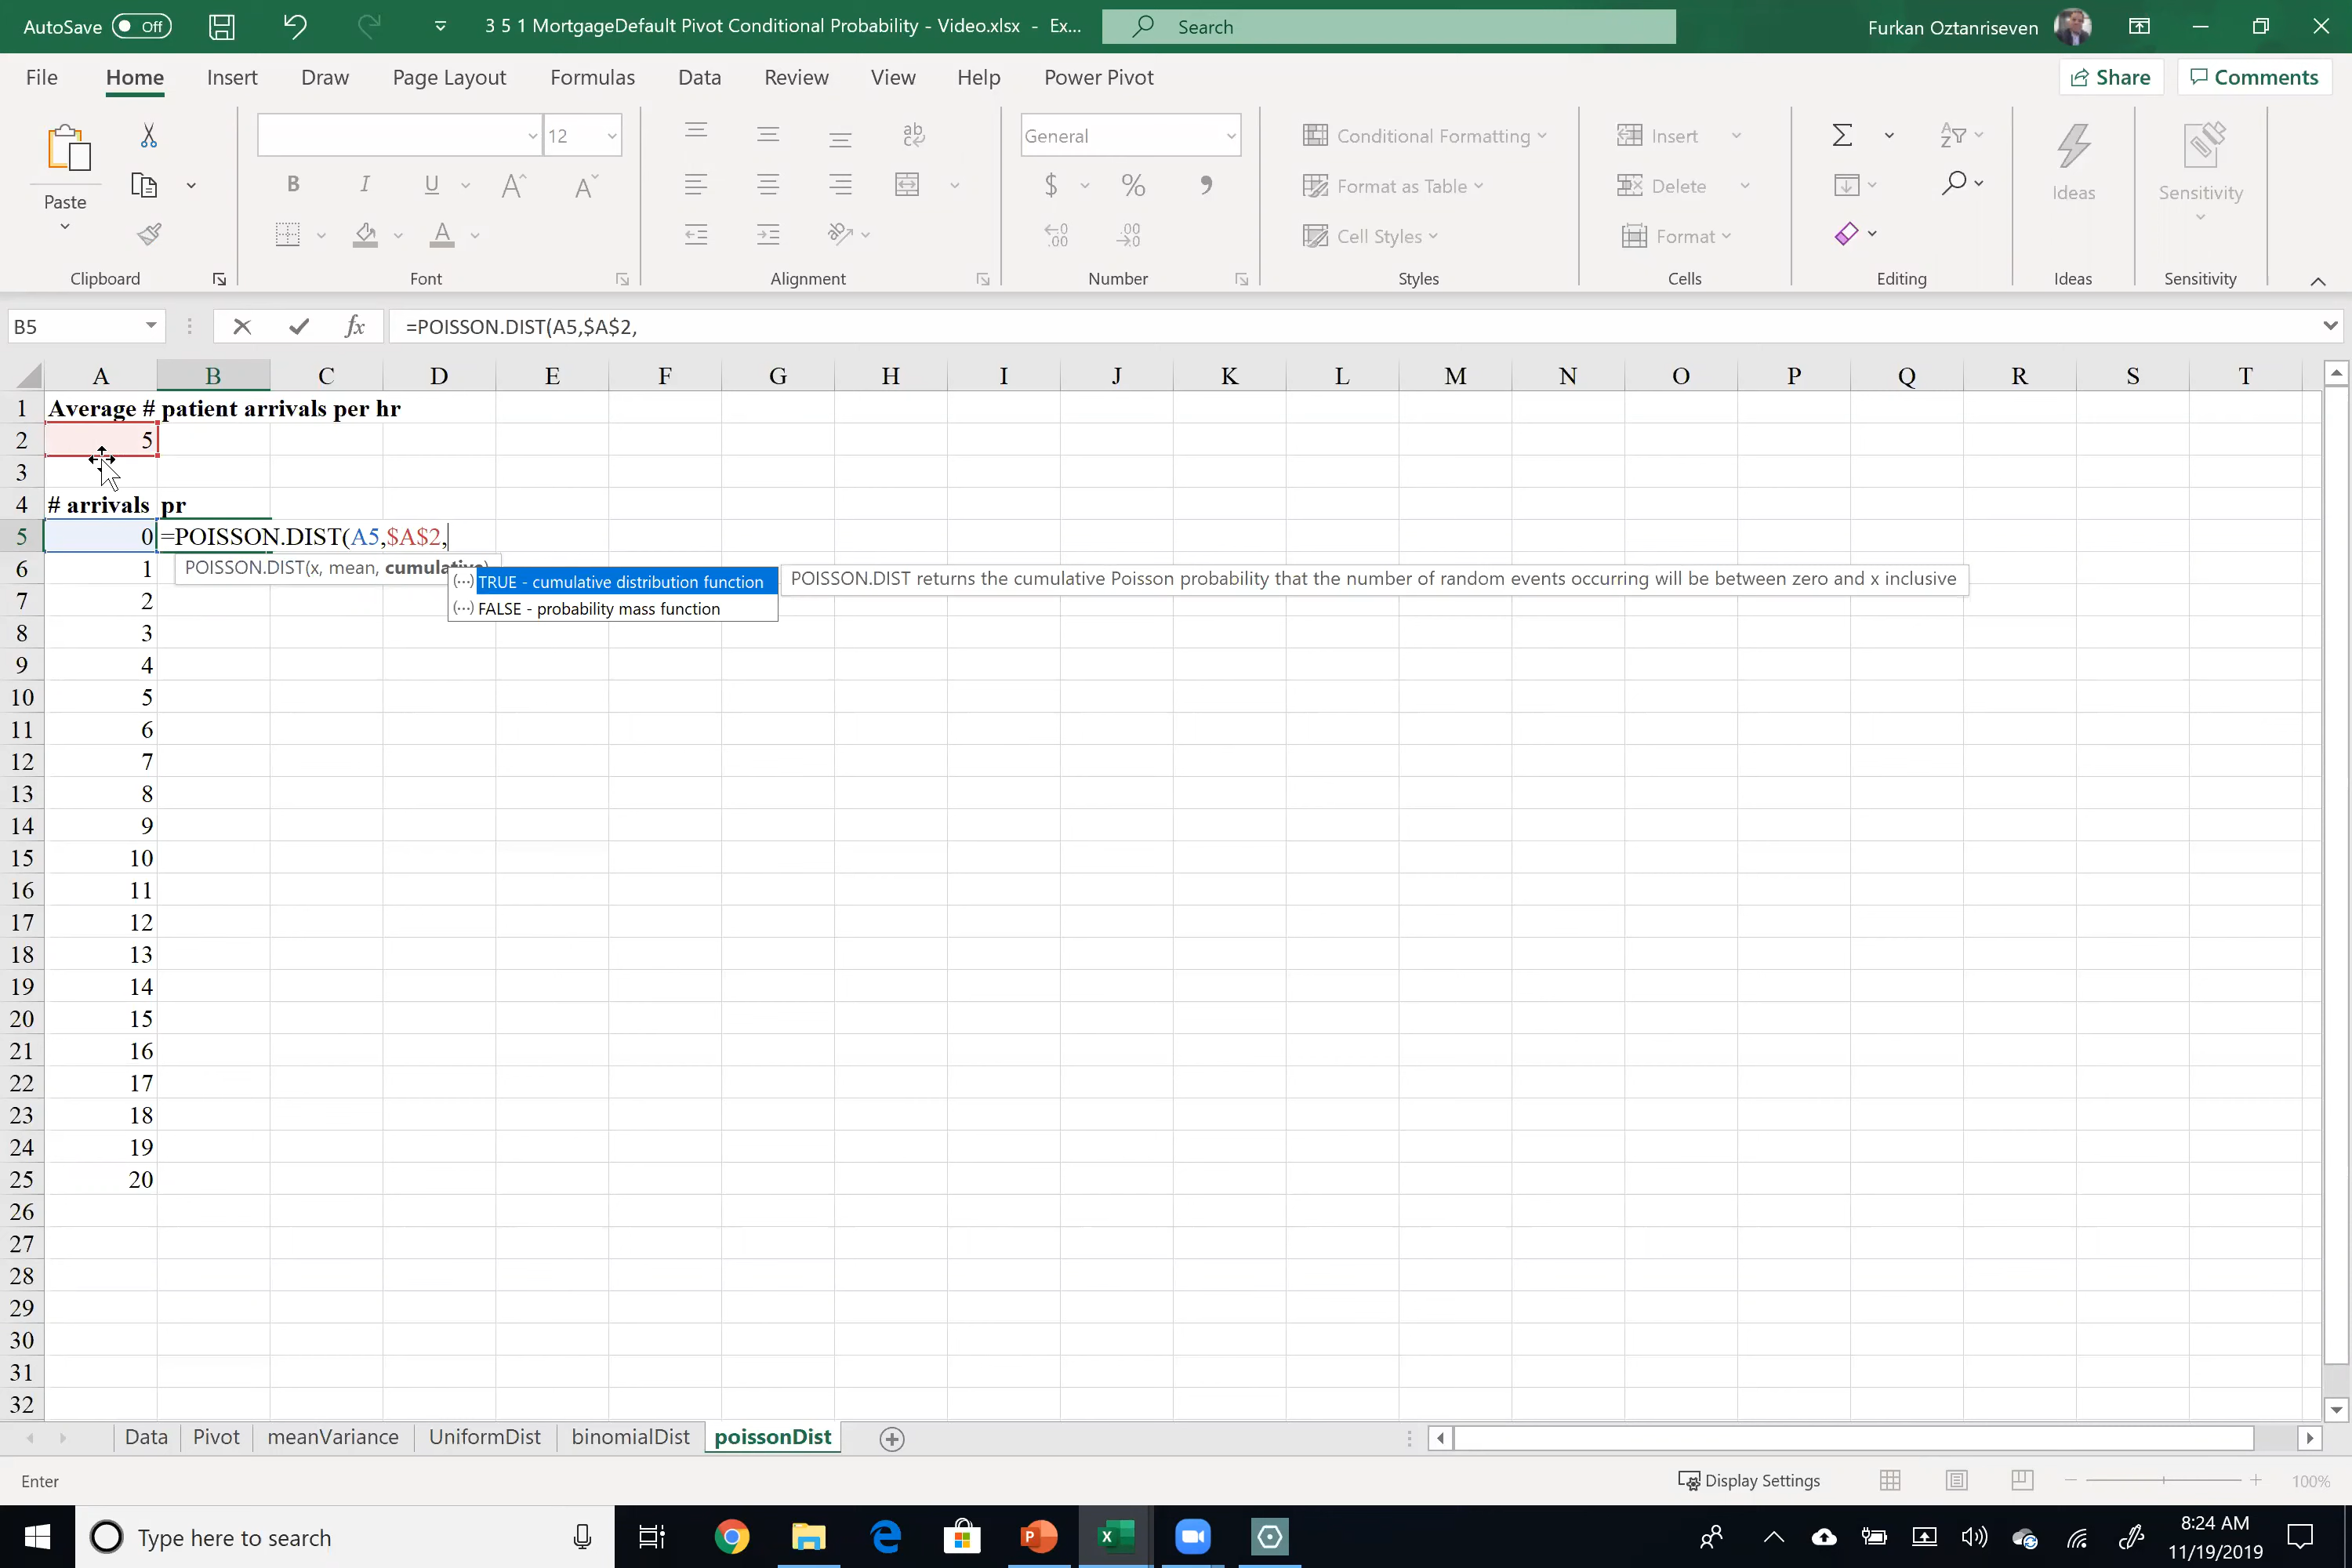 AutoSave Off 3 5 1 MortgageDefault Pivot Conditional Probability - Video.xlsx - Ex... Search Furkan Oztanriseven
File Home Insert Draw Page Layout Formulas Data Review View Help Power Pivot Share Comments
12 ab General Conditional Formatting Insert Σ
Paste B I U A A $ % Format as Table Delete Ideas Sensitivity
A Cell Styles Format
Clipboard Font Alignment Number Styles Cells Editing Ideas Sensitivity
B5 fx =POISSON.DIST(A5,$A$2,
A B C D E F G H I J K L M N O P Q R S T
1 Average # patient arrivals per hr
2 5
3
4 # arrivals pr
5 0 =POISSON.DIST(A5,$A$2,
6 1 POISSON.DIST(x, mean, cumulative)
(...) TRUE - cumulative distribution function POISSON.DIST returns the cumulative Poisson probability that the number of random events occurring will be between zero and x inclusive
7 2 (...) FALSE - probability mass function
8 3
9 4
10 5
11 6
12 7
13 8
14 9
15 10
16 11
17 12
18 13
19 14
20 15
21 16
22 17
23 18
24 19
25 20
26
27
28
29
30
31
32
Data Pivot meanVariance UniformDist binomialDist poissonDist
Enter Display Settings 100%
Type here to search 8:24 AM
11/19/2019